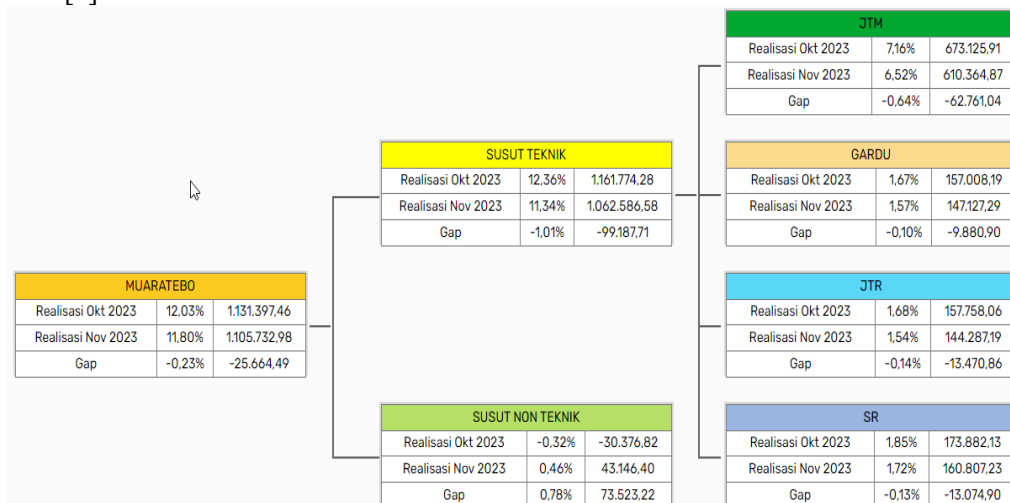 JTM
Realisasi Okt 2023 7,16% 673.125,91
Realisasi Nov 2023 6,52% 610.364,87
Gap -0,64% -62.761,04
SUSUT TEKNIK
Realisasi Okt 2023 12,36% 1.161.774,28
Realisasi Nov 2023 11,34% 1.062.586,58
Gap -1,01% -99.187,71
GARDU
Realisasi Okt 2023 1,67% 157.008,19
Realisasi Nov 2023 1,57% 147.127,29
Gap -0,10% -9.880,90
MUARATEBO
Realisasi Okt 2023 12,03% 1.131.397,46
Realisasi Nov 2023 11,80% 1.105.732,98
Gap -0,23% -25.664,49
JTR
Realisasi Okt 2023 1,68% 157.758,06
Realisasi Nov 2023 1,54% 144.287,19
Gap -0,14% -13.470,86
SUSUT NON TEKNIK
Realisasi Okt 2023 -0,32% -30.376,82
Realisasi Nov 2023 0,46% 43.146,40
Gap 0,78% 73.523,22
SR
Realisasi Okt 2023 1,85% 173.882,13
Realisasi Nov 2023 1,72% 160.807,23
Gap -0,13% -13.074,90